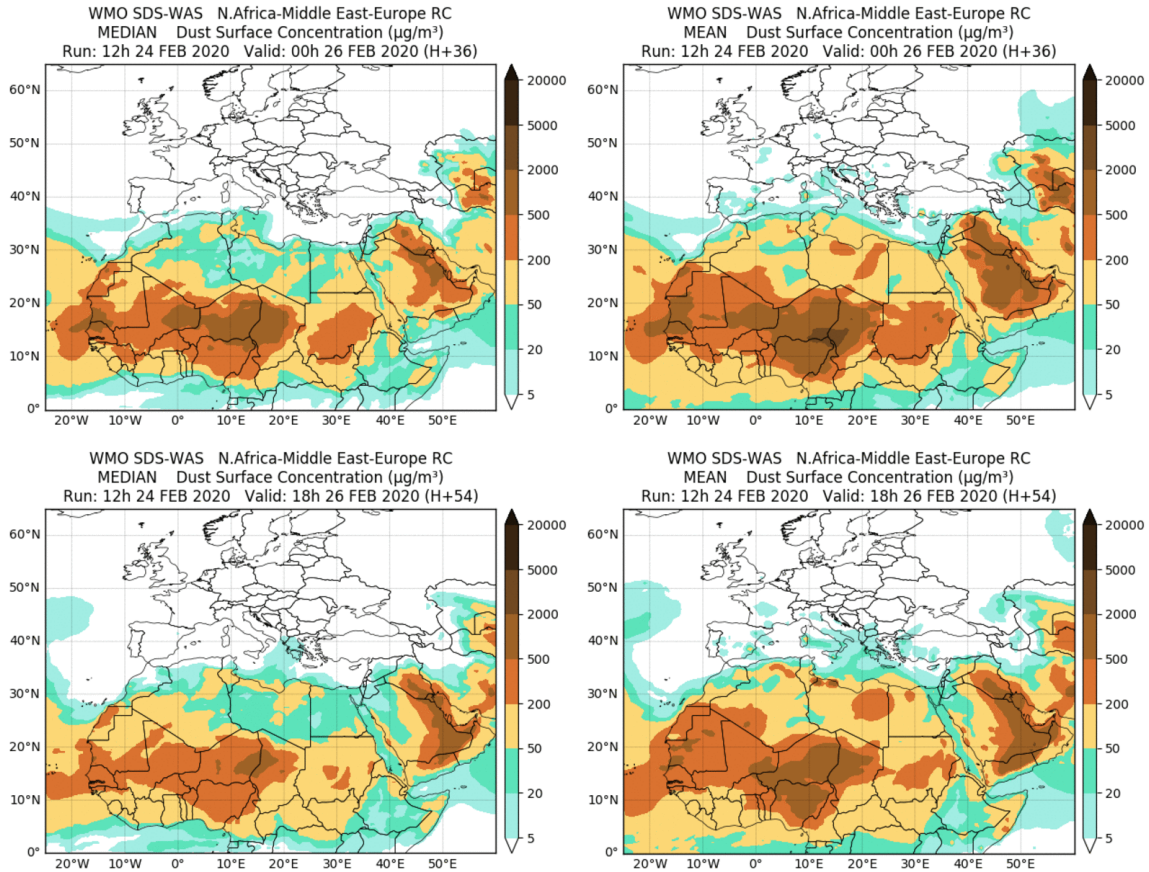 WMO SDS-WAS N.Africa-Middle East-Europe RC
MEDIAN Dust Surface Concentration (µg/m³)
Run: 12h 24 FEB 2020 Valid: 00h 26 FEB 2020 (H+36)
60°N
50°N
40°N
30°N
20°N
10°N
0°
20°W 10°W 0° 10°E 20°E 30°E 40°E 50°E
20000
5000
2000
500
200
50
20
5
WMO SDS-WAS N.Africa-Middle East-Europe RC
MEAN Dust Surface Concentration (µg/m³)
Run: 12h 24 FEB 2020 Valid: 00h 26 FEB 2020 (H+36)
60°N
50°N
40°N
30°N
20°N
10°N
0°
20°W 10°W 0° 10°E 20°E 30°E 40°E 50°E
20000
5000
2000
500
200
50
20
5
WMO SDS-WAS N.Africa-Middle East-Europe RC
MEDIAN Dust Surface Concentration (µg/m³)
Run: 12h 24 FEB 2020 Valid: 18h 26 FEB 2020 (H+54)
60°N
50°N
40°N
30°N
20°N
10°N
0°
20°W 10°W 0° 10°E 20°E 30°E 40°E 50°E
20000
5000
2000
500
200
50
20
5
WMO SDS-WAS N.Africa-Middle East-Europe RC
MEAN Dust Surface Concentration (µg/m³)
Run: 12h 24 FEB 2020 Valid: 18h 26 FEB 2020 (H+54)
60°N
50°N
40°N
30°N
20°N
10°N
0°
20°W 10°W 0° 10°E 20°E 30°E 40°E 50°E
20000
5000
2000
500
200
50
20
5